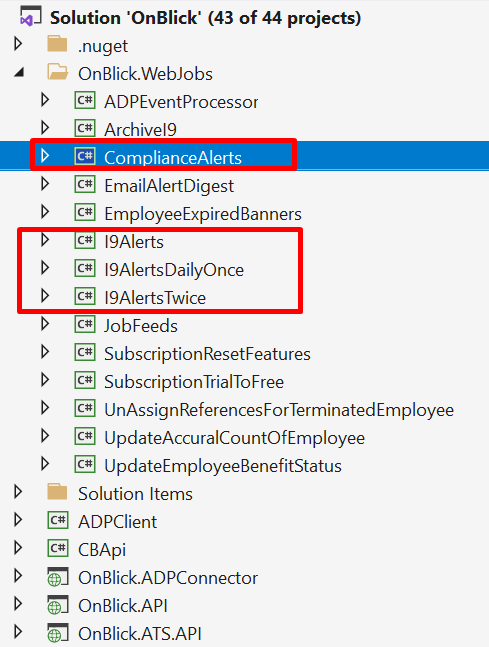 Solution 'OnBlick' (43 of 44 projects)
.nuget
OnBlick.WebJobs
C# ADPEventProcessor
C# ArchiveI9
C# ComplianceAlerts
C# EmailAlertDigest
C# EmployeeExpiredBanners
C# I9Alerts
C# I9AlertsDailyOnce
C# I9AlertsTwice
C# JobFeeds
C# SubscriptionResetFeatures
C# SubscriptionTrialToFree
C# UnAssignReferencesForTerminatedEmployee
C# UpdateAccuralCountOfEmployee
C# UpdateEmployeeBenefitStatus
Solution Items
C# ADPClient
C# CBApi
OnBlick.ADPConnector
OnBlick.API
OnBlick.ATS.API